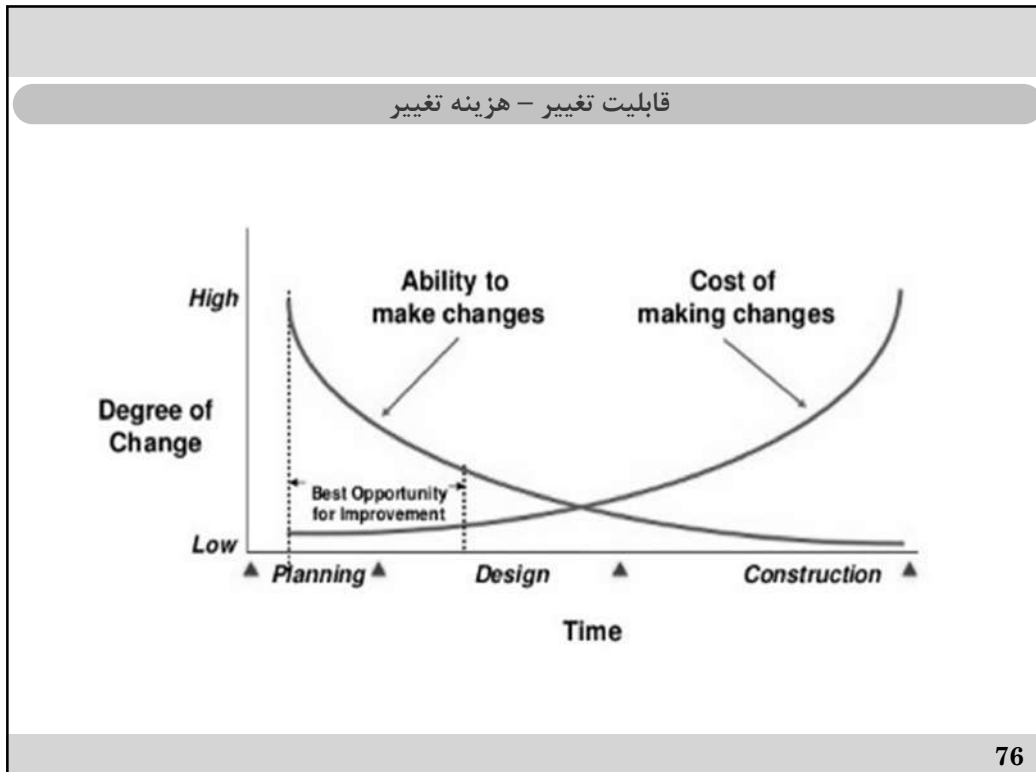 قابلیت تغییر – هزینه تغییر
High
Ability to
make changes
Cost of
making changes
Degree of
Change
Best Opportunity
for Improvement
Low
Planning
Design
Construction
Time
76